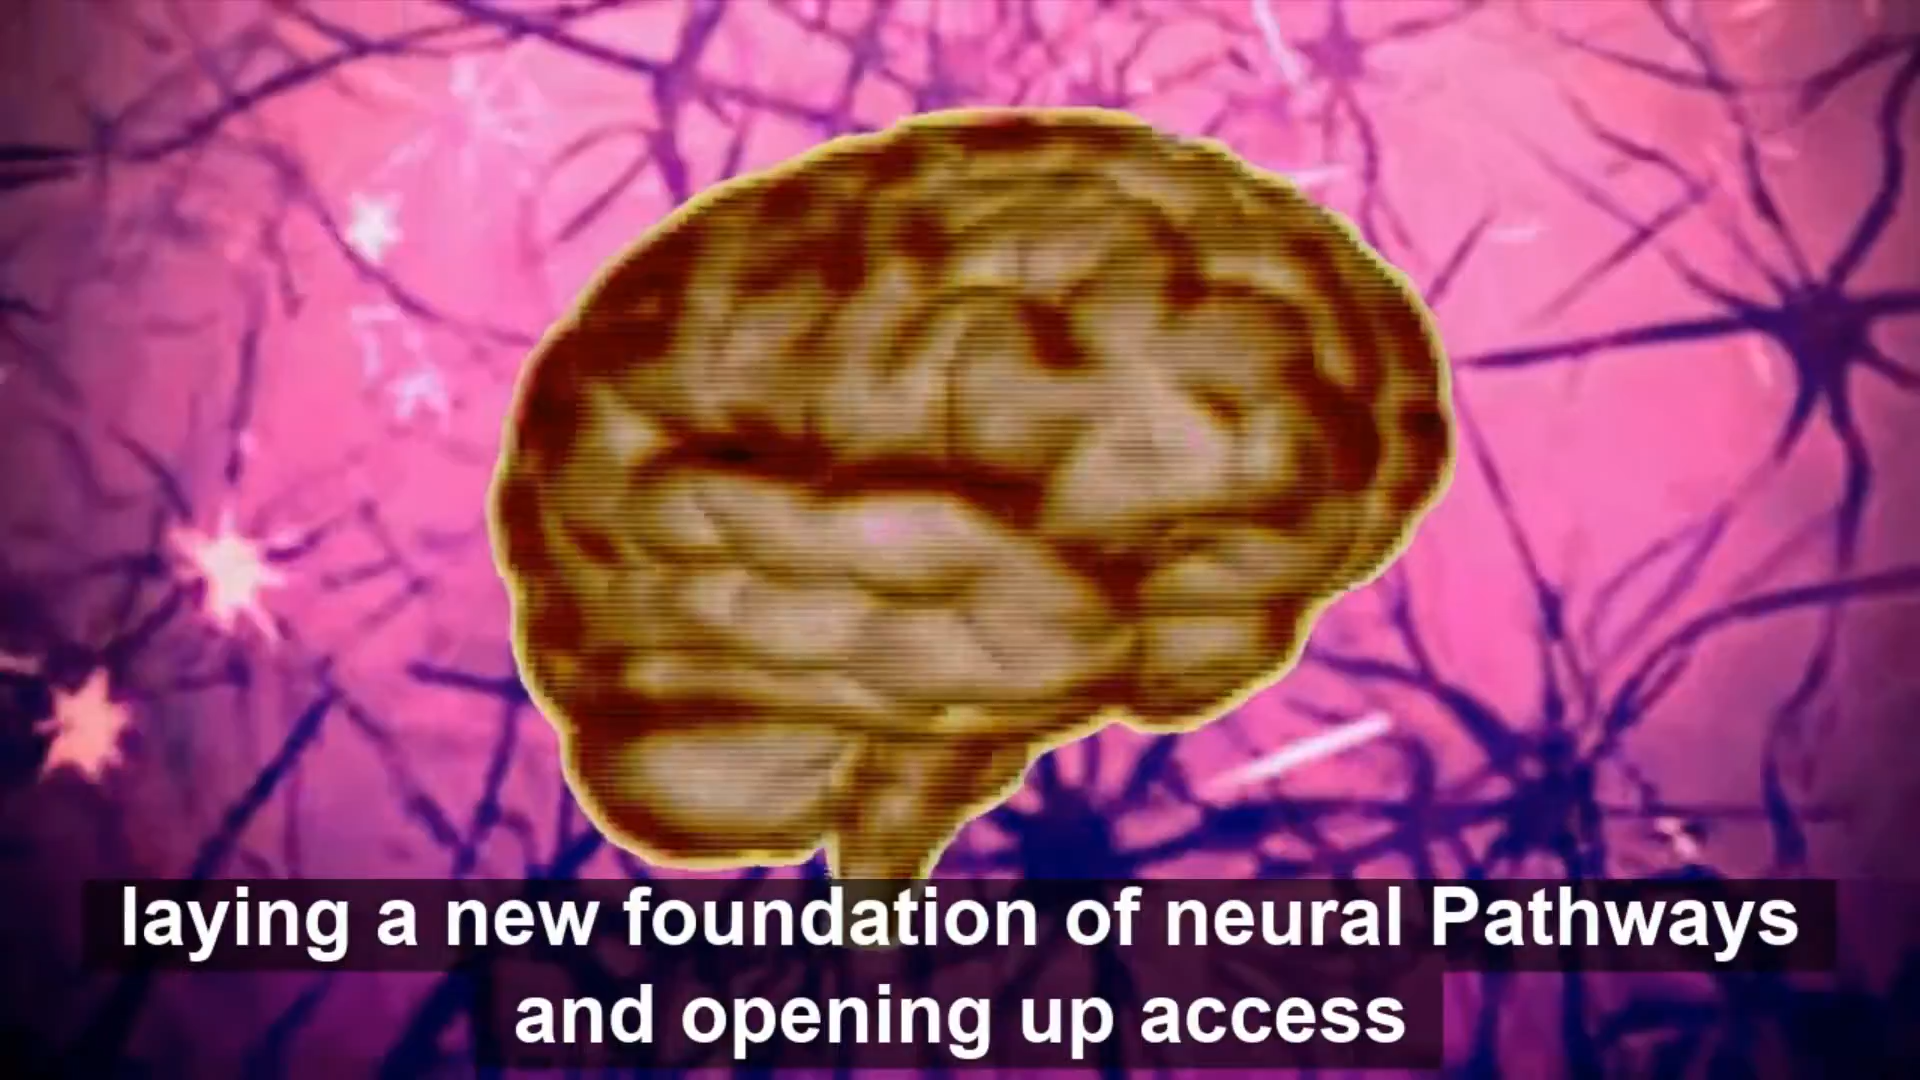 laying a new foundation of neural Pathways
and opening up access